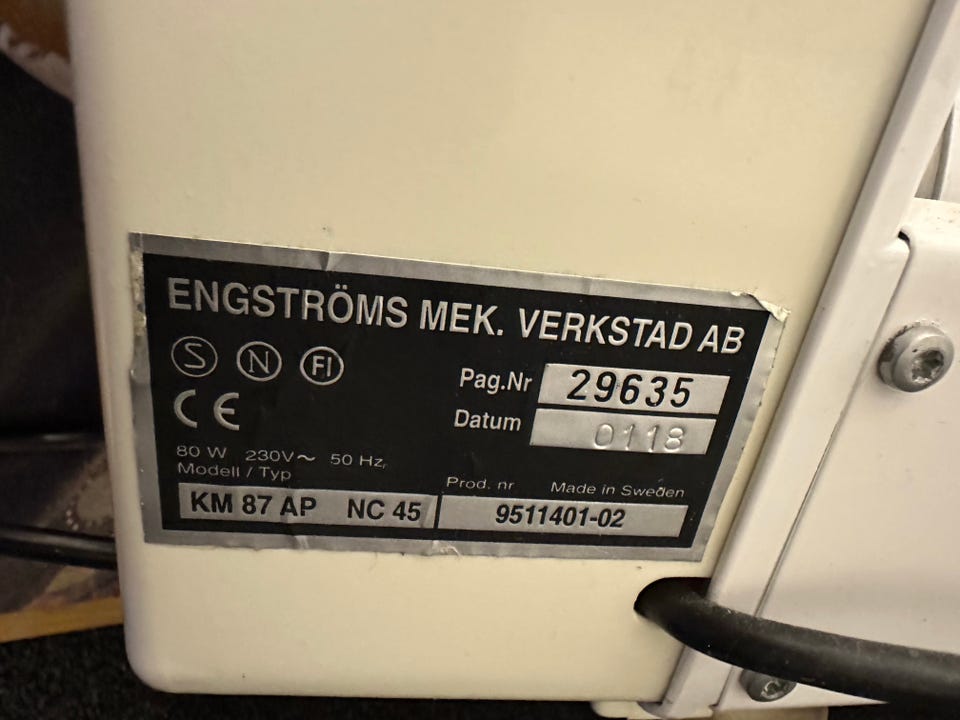 ENGSTRÖMS MEK. VERKSTAD AB
S N FI
Pag.Nr 29635
CE
Datum 0118
80 W 230V~ 50 Hz,
Modell / Typ
Prod. nr Made in Sweden
KM 87 AP NC 45 9511401-02